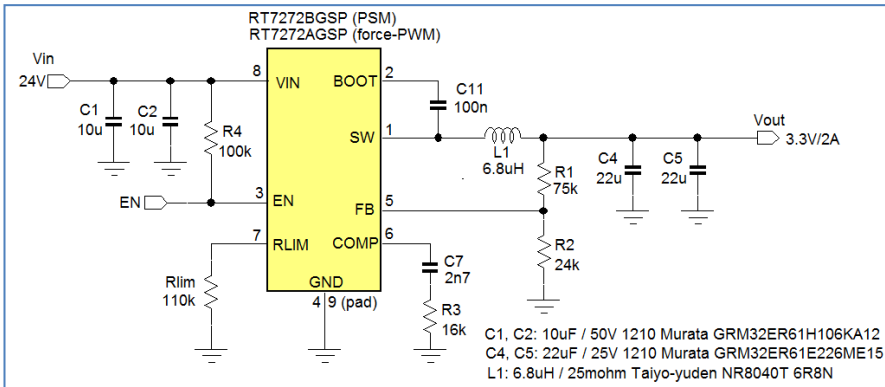 RT7272BGSP (PSM)
RT7272AGSP (force-PWM)
Vin
24V
8
VIN
BOOT
2
C11
100n
C1
10u
C2
10u
R4
100k
SW
1
L1
6.8uH
Vout
3.3V/2A
R1
75k
C4
22u
C5
22u
EN
3
EN
FB
5
7
RLIM
COMP
6
C7
2n7
R2
24k
Rlim
110k
GND
4
9 (pad)
R3
16k
C1, C2: 10uF / 50V 1210 Murata GRM32ER61H106KA12
C4, C5: 22uF / 25V 1210 Murata GRM32ER61E226ME15
L1: 6.8uH / 25mohm Taiyo-yuden NR8040T 6R8N